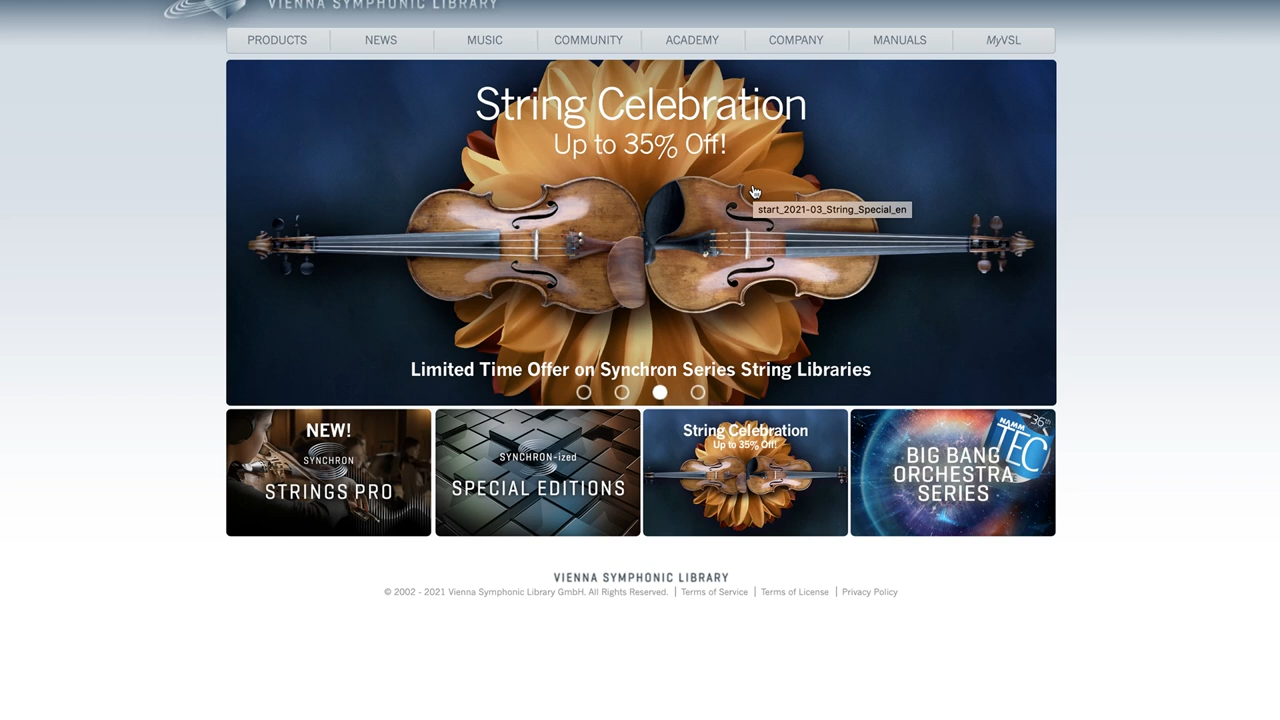 VIENNA SYMPHONIC LIBRARY
PRODUCTS NEWS MUSIC COMMUNITY ACADEMY COMPANY MANUALS MyVSL
String Celebration
Up to 35% Off!
start_2021-03_String_Special_en
Limited Time Offer on Synchron Series String Libraries
NEW!
SYNCHRON
STRINGS PRO
SYNCHRON-ized
SPECIAL EDITIONS
String Celebration
Up to 35% Off!
36th
NAMM
TEC
BIG BANG
ORCHESTRA
SERIES
VIENNA SYMPHONIC LIBRARY
© 2002 - 2021 Vienna Symphonic Library GmbH. All Rights Reserved. | Terms of Service | Terms of License | Privacy Policy